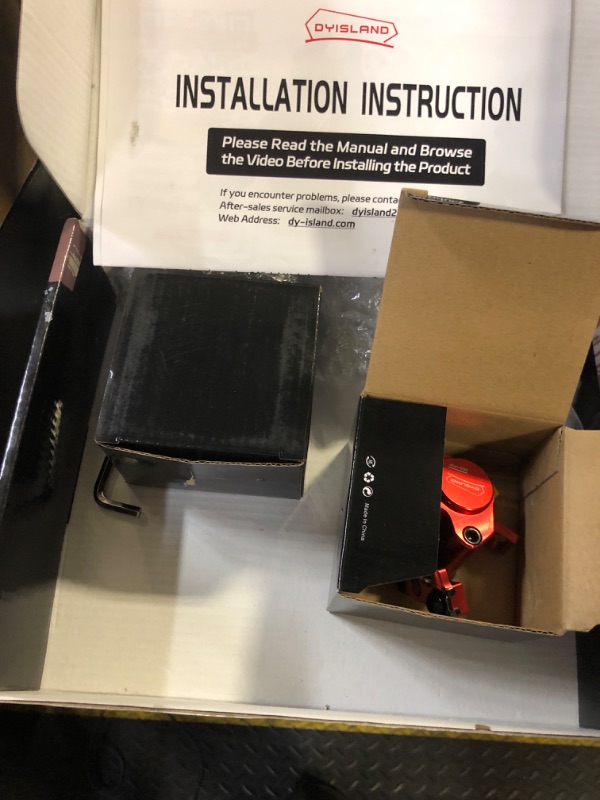 DYISLAND
INSTALLATION INSTRUCTION
Please Read the Manual and Browse
the Video Before Installing the Product
If you encounter problems, please
After-sales service mailbox: dyisland2
Web Address: dy-island.com
DYISLAND
Made in China